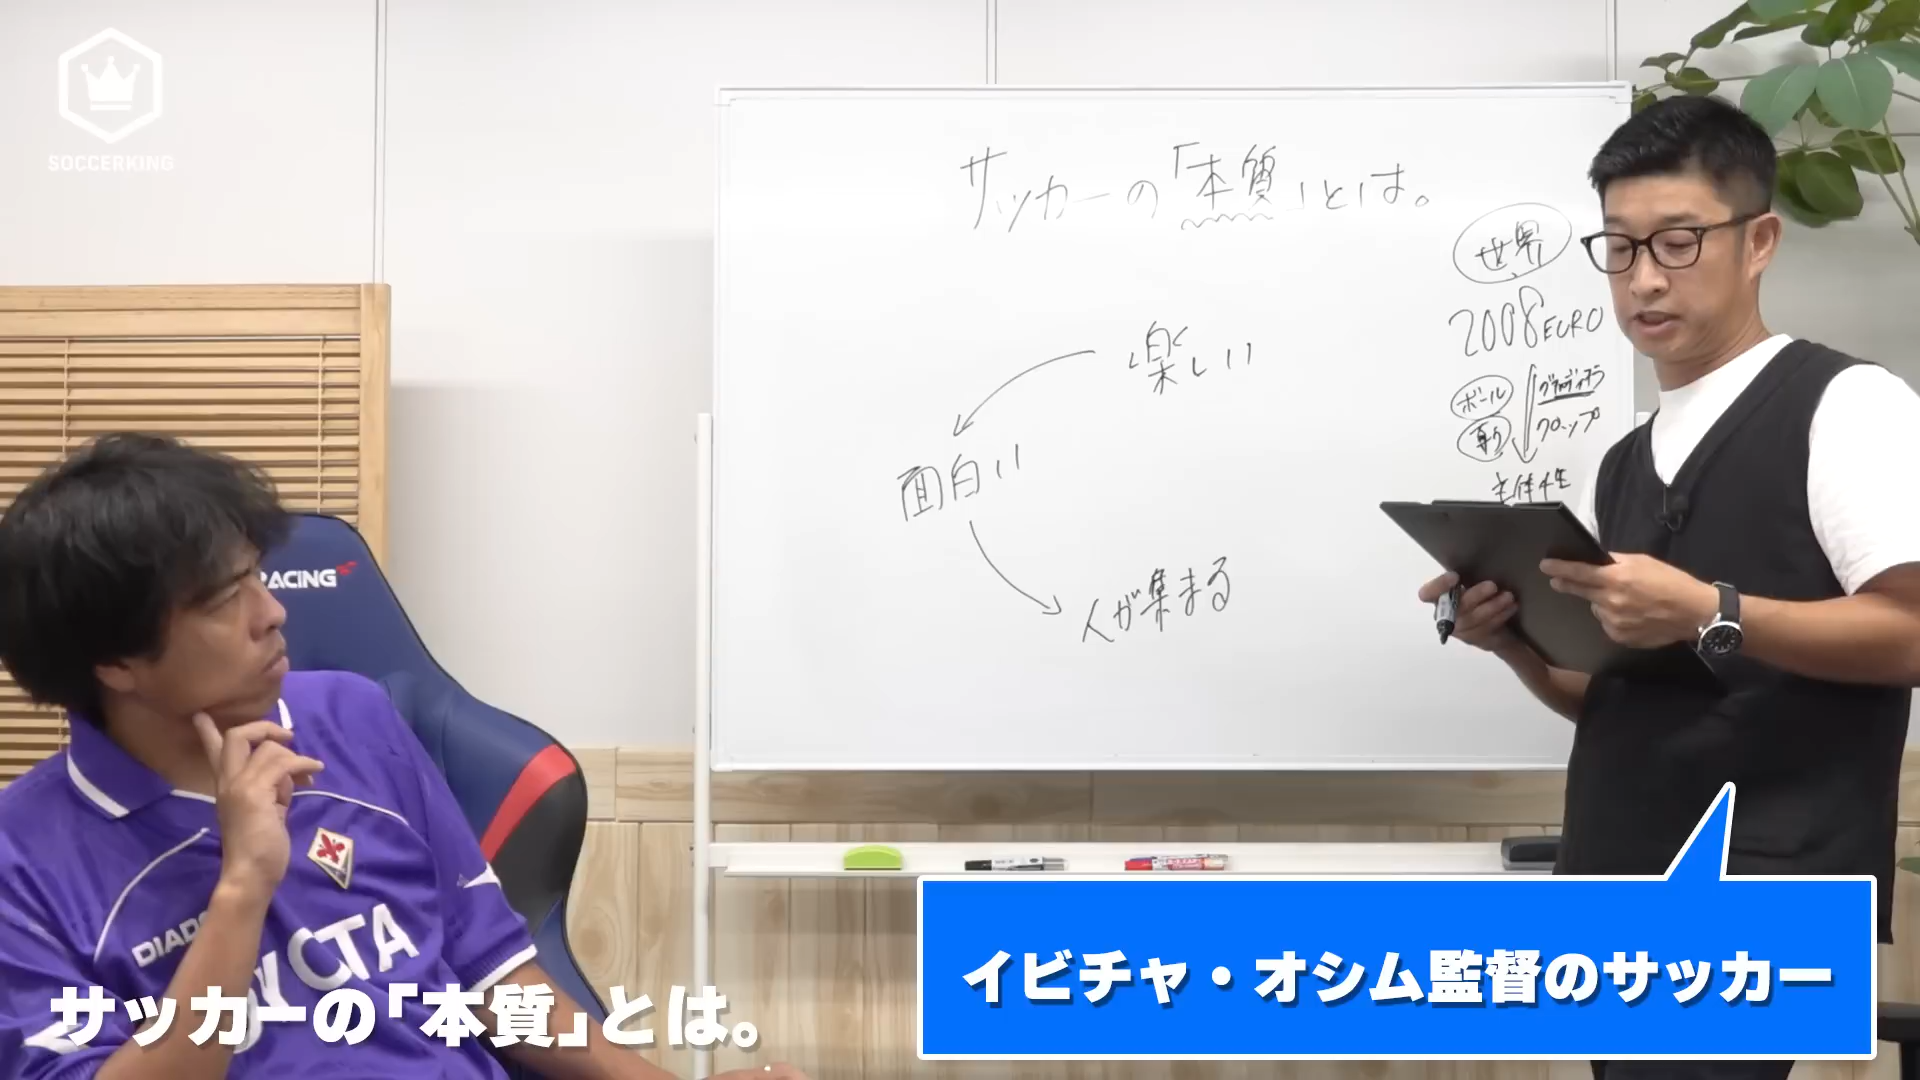 SOCCERKING
サッカーの「本質」とは。
世界
2008 EURO
楽しい
ボール
グラウディオラ
クロップ
主体性
面白い
人が集まる
RACING
NOCTA
イビチャ・オシム監督のサッカー
サッカーの「本質」とは。